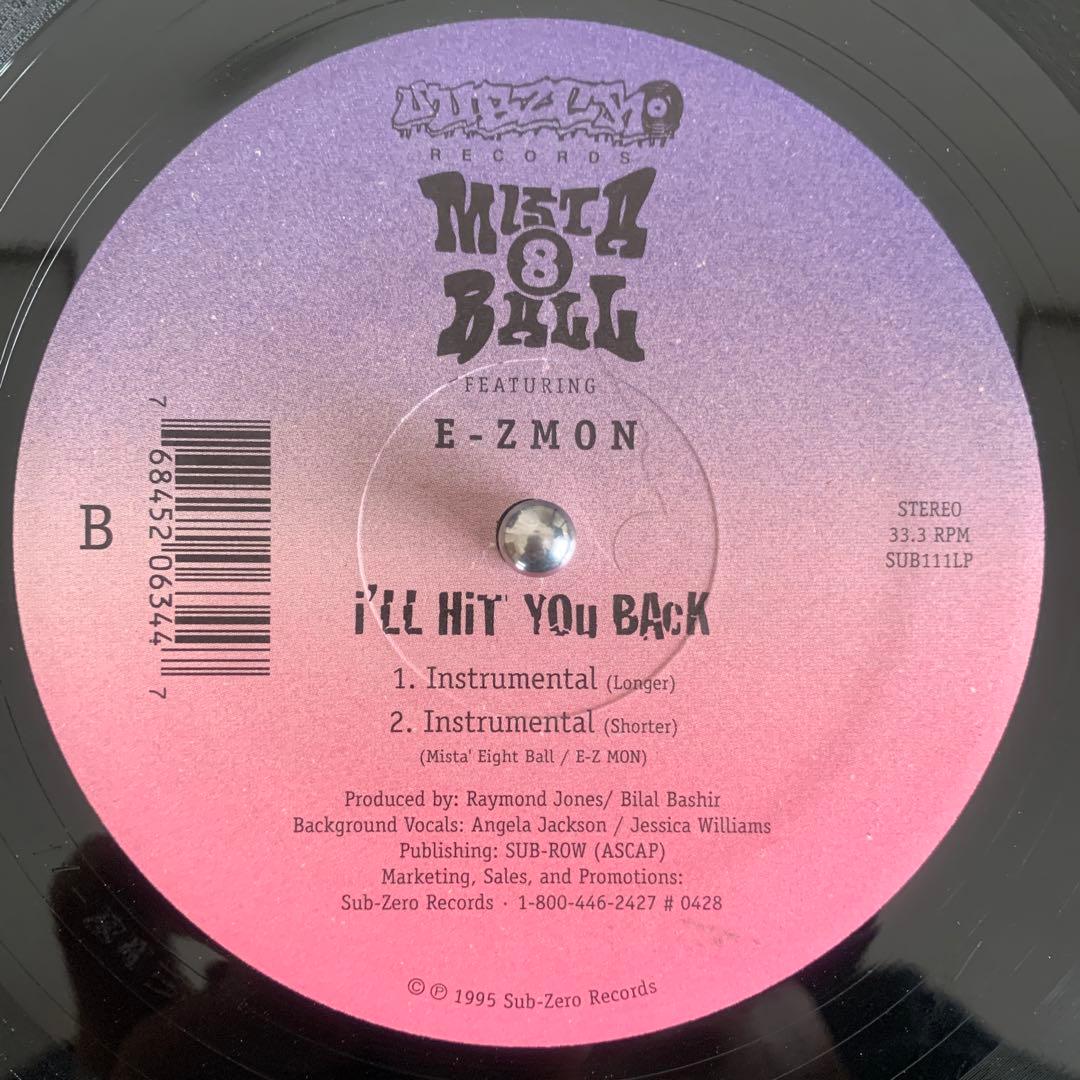 SUBZERO
RECORDS
MISTA
8
BALL
FEATURING
E-ZMON
B
7 68452 06344 7
STEREO
33.3 RPM
SUB111LP
i'LL HiT YOu BAcK
1. Instrumental (Longer)
2. Instrumental (Shorter)
(Mista' Eight Ball / E-Z MON)
Produced by: Raymond Jones/ Bilal Bashir
Background Vocals: Angela Jackson / Jessica Williams
Publishing: SUB-ROW (ASCAP)
Marketing, Sales, and Promotions:
Sub-Zero Records · 1-800-446-2427 # 0428
© ℗ 1995 Sub-Zero Records